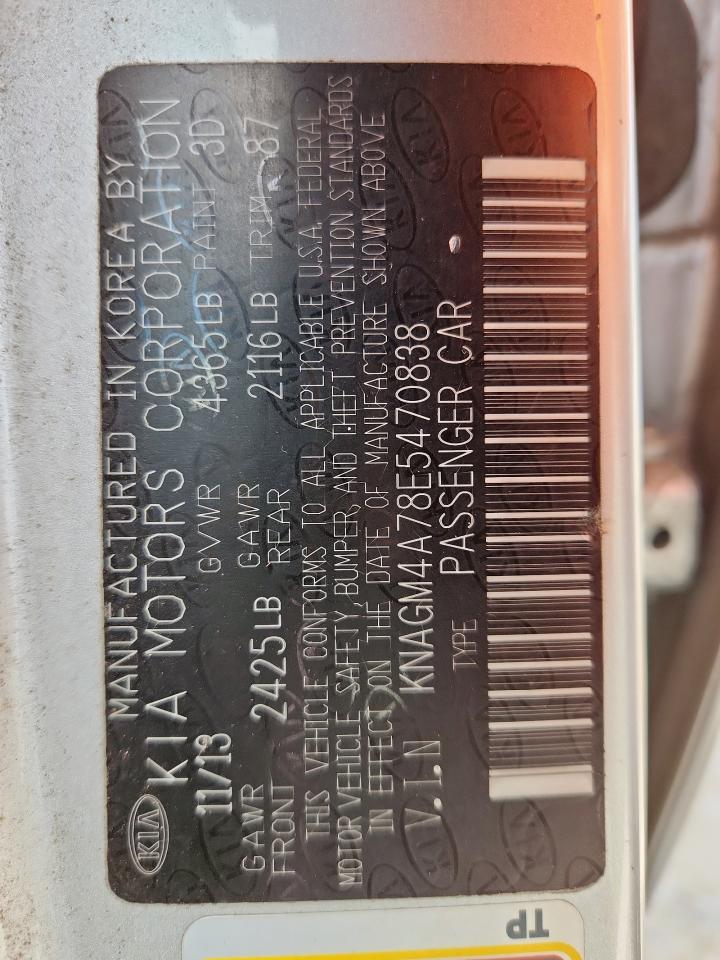 KIA
MANUFACTURED IN KOREA BY
KIA MOTORS CORPORATION
11/13 GVWR 4365LB PAINT 3D
GAWR FRONT 2425LB GAWR REAR 2116LB TRIM 87
THIS VEHICLE CONFORMS TO ALL APPLICABLE U.S.A. FEDERAL
MOTOR VEHICLE SAFETY, BUMPER, AND THEFT PREVENTION STANDARDS
IN EFFECT ON THE DATE OF MANUFACTURE SHOWN ABOVE
V.I.N KNAGM4A78E5470838
TYPE PASSENGER CAR
TP